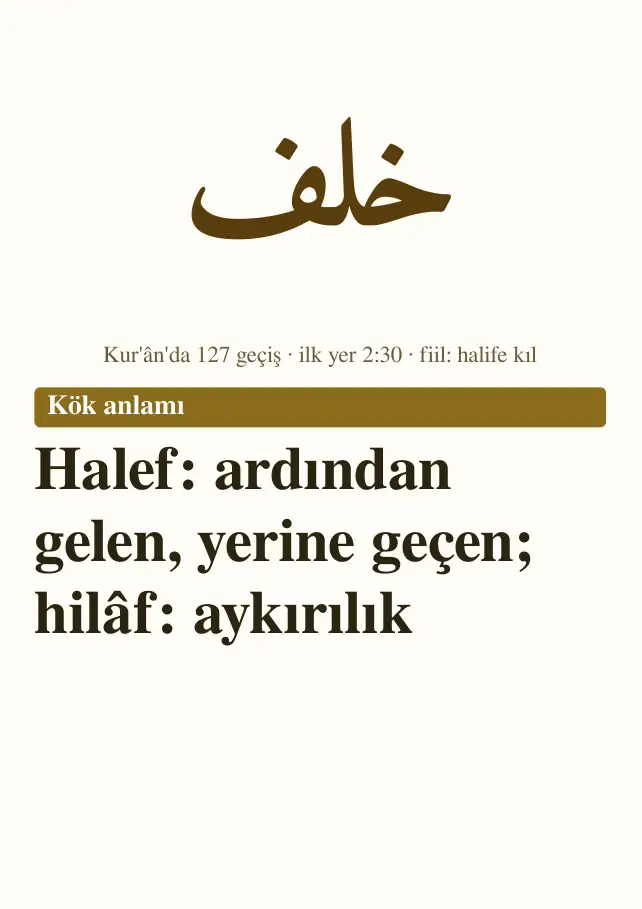 خلف
Kur'ân'da 127 geçiş · ilk yer 2:30 · fiil: halife kıl
Kök anlamı
Halef: ardından
gelen, yerine geçen;
hilâf: aykırılık